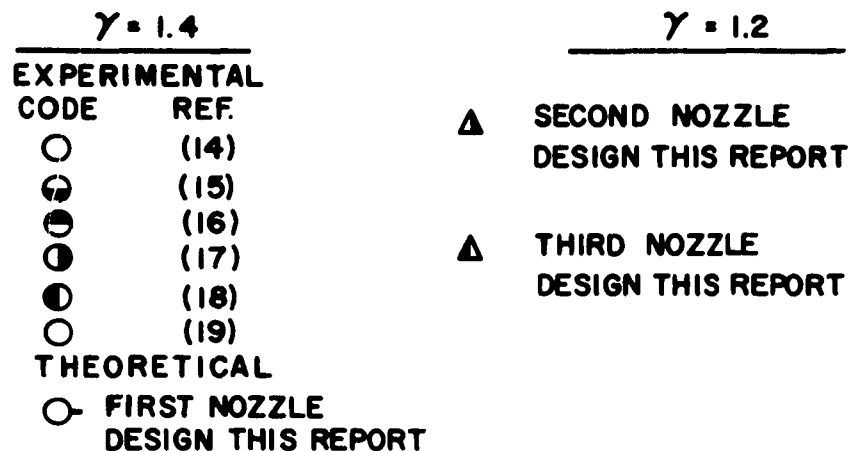 γ = 1.4
EXPERIMENTAL
CODE REF.
(14)
(15)
(16)
(17)
(18)
(19)
THEORETICAL
FIRST NOZZLE
DESIGN THIS REPORT
γ = 1.2
SECOND NOZZLE
DESIGN THIS REPORT
THIRD NOZZLE
DESIGN THIS REPORT